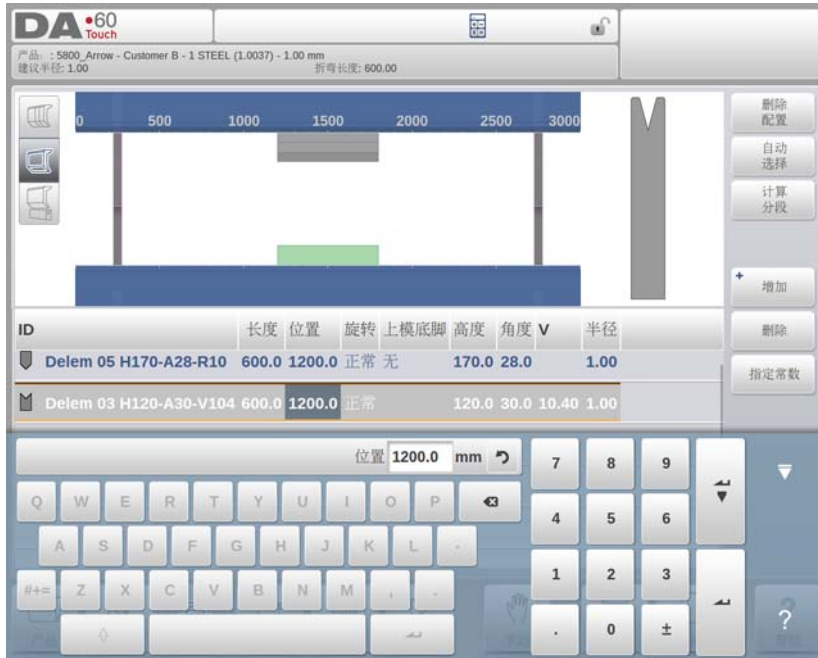 DA•60
Touch
产品: : 5800_Arrow - Customer B - 1 STEEL (1.0037) - 1.00 mm
建议半径: 1.00 折弯长度: 600.00
0 500 1000 1500 2000 2500 3000
删除
配置
自动
选择
计算
分段
+ 增加
删除
指定常数
ID 长度 位置 旋转 上模底脚 高度 角度 V 半径
Delem 05 H170-A28-R10 600.0 1200.0 正常 无 170.0 28.0 1.00
Delem 03 H120-A30-V104 600.0 1200.0 正常 120.0 30.0 10.40 1.00
位置 1200.0 mm
7 8 9
Q W E R T Y U I O P
4 5 6
A S D F G H J K L -
1 2 3
#+= Z X C V B N M , .
. 0 ±
?